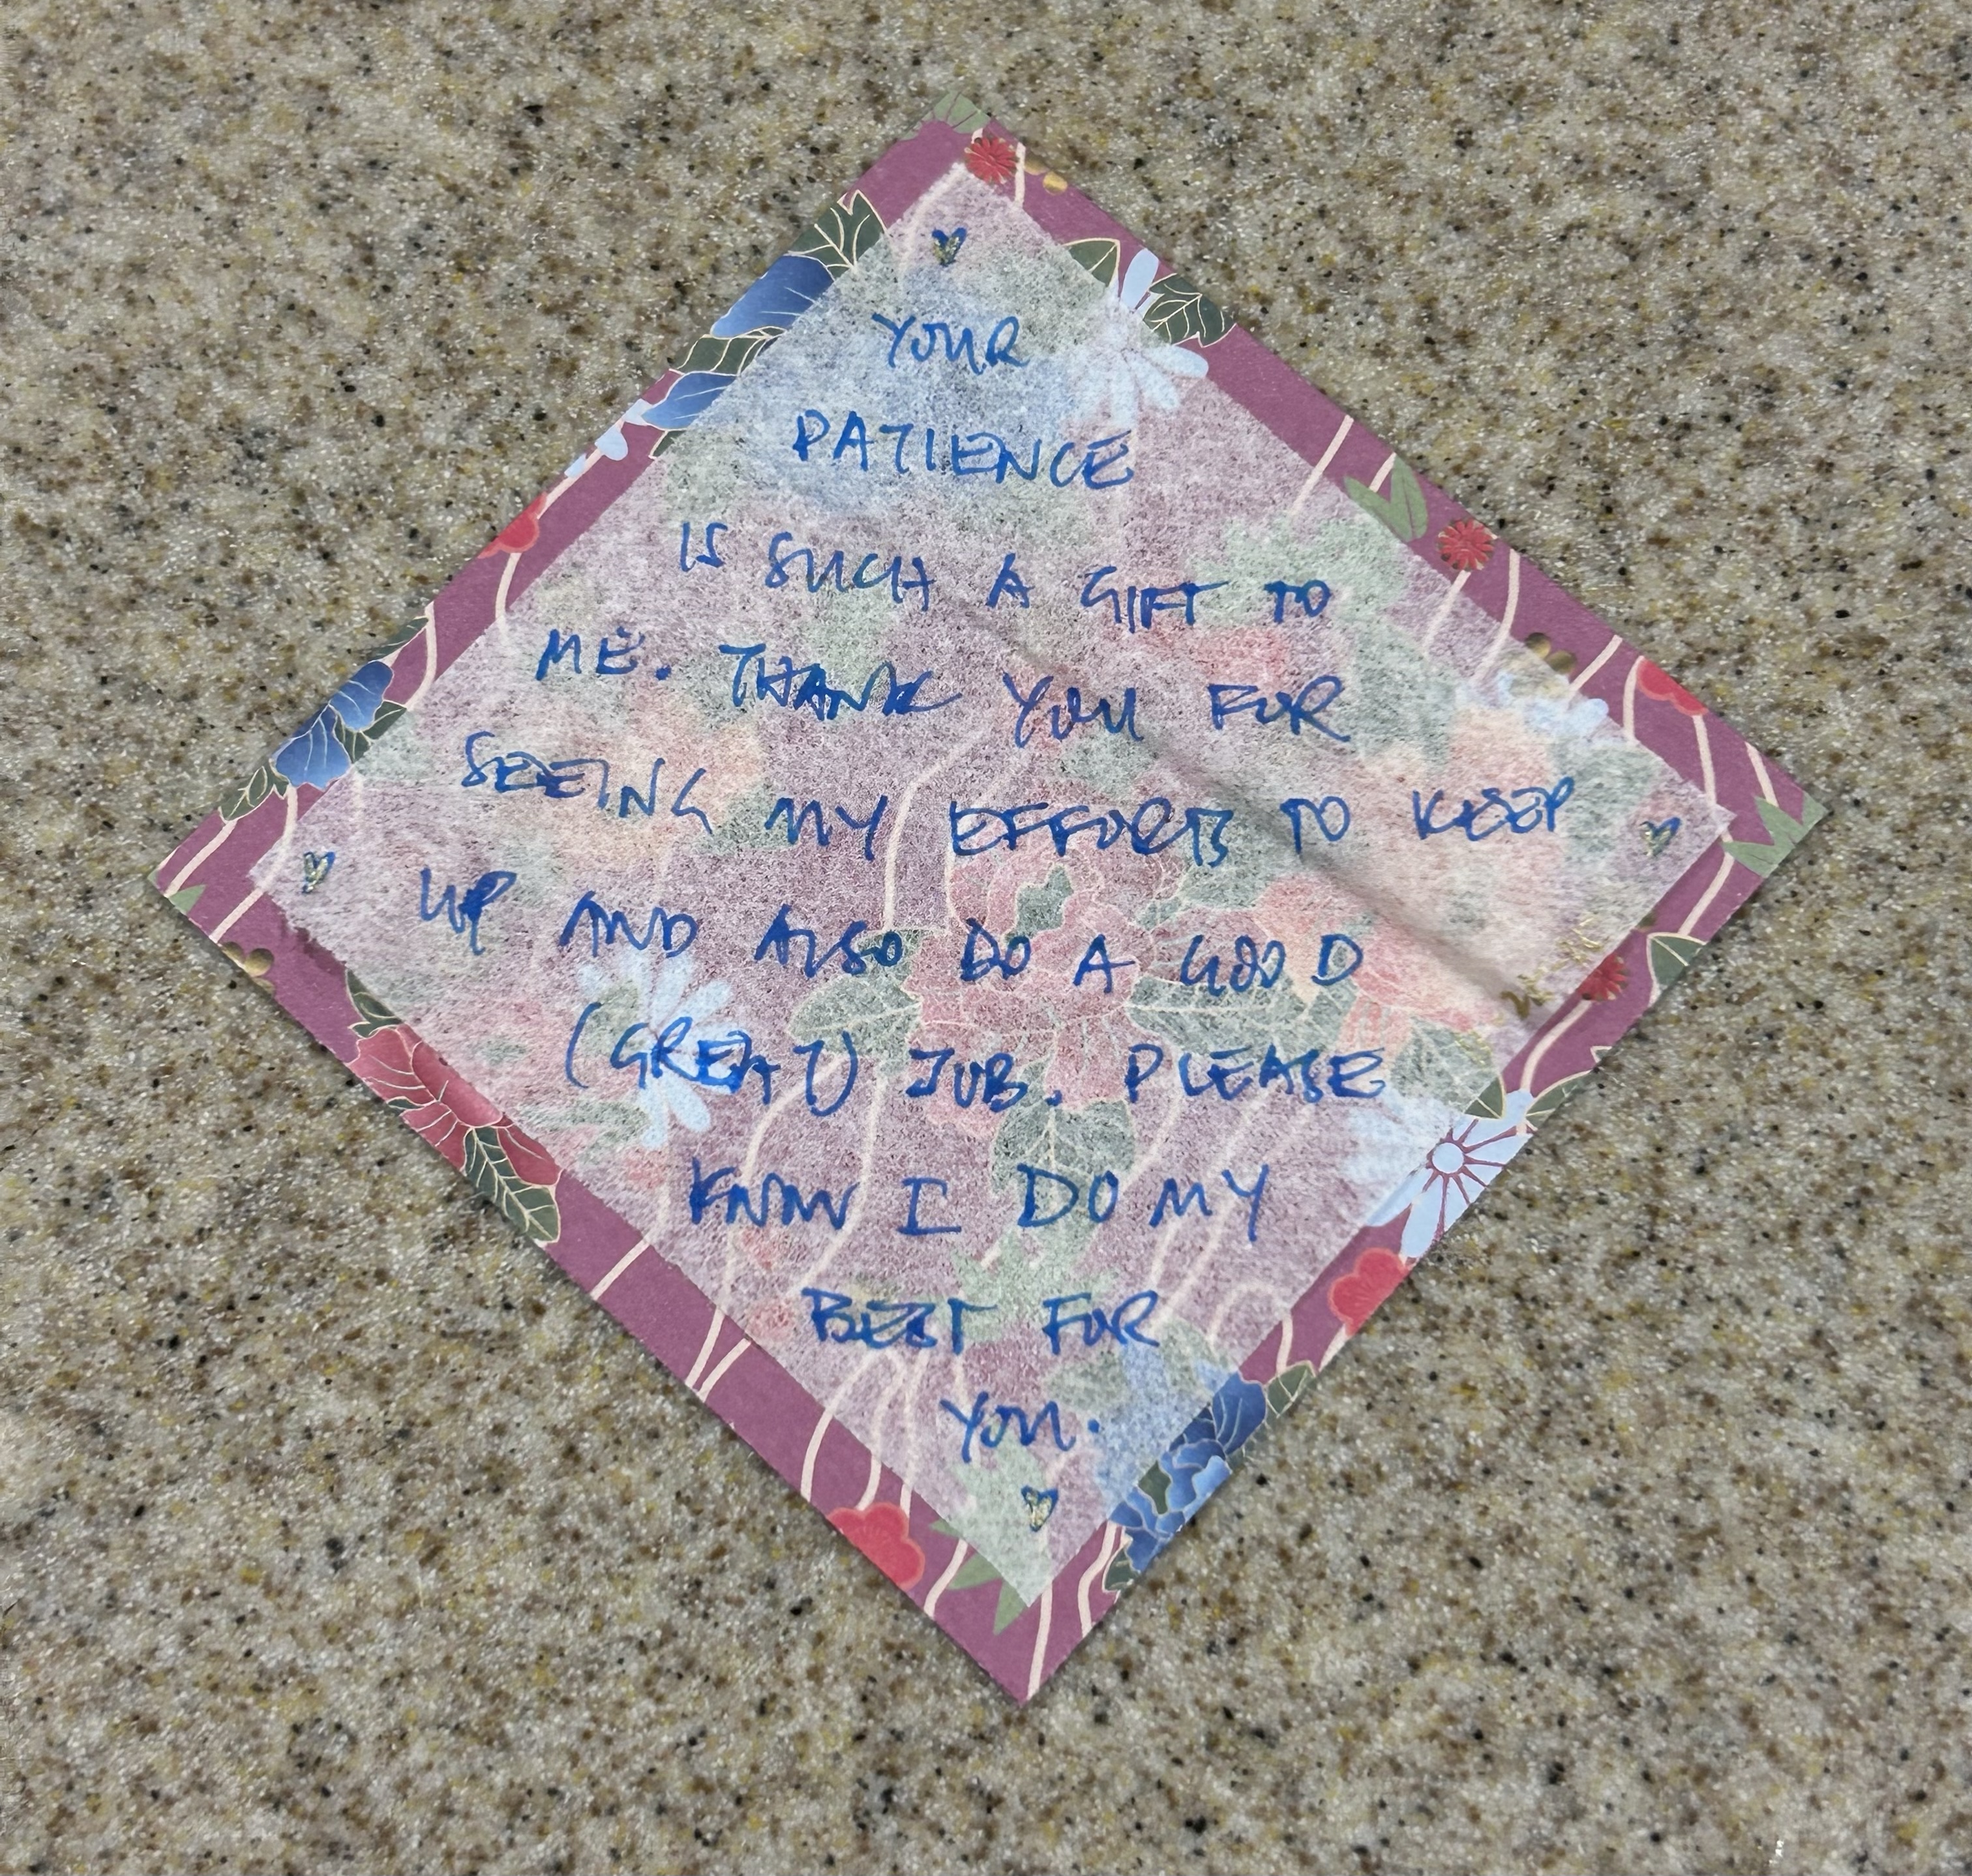 YOUR
PATIENCE
IS SUCH A GIFT TO
ME. THANK YOU FOR
SEEING MY EFFORTS TO KEEP
UP AND ALSO DO A GOOD
(GREAT) JOB. PLEASE
KNOW I DO MY
BEST FOR
YOU.